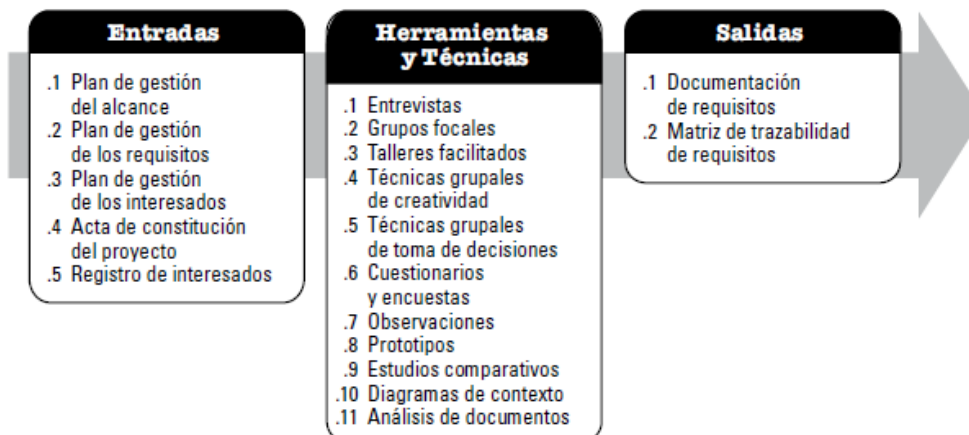 Entradas
.1 Plan de gestión
del alcance
.2 Plan de gestión
de los requisitos
.3 Plan de gestión
de los interesados
.4 Acta de constitución
del proyecto
.5 Registro de interesados
Herramientas
y Técnicas
.1 Entrevistas
.2 Grupos focales
.3 Talleres facilitados
.4 Técnicas grupales
de creatividad
.5 Técnicas grupales
de toma de decisiones
.6 Cuestionarios
y encuestas
.7 Observaciones
.8 Prototipos
.9 Estudios comparativos
.10 Diagramas de contexto
.11 Análisis de documentos
Salidas
.1 Documentación
de requisitos
.2 Matriz de trazabilidad
de requisitos